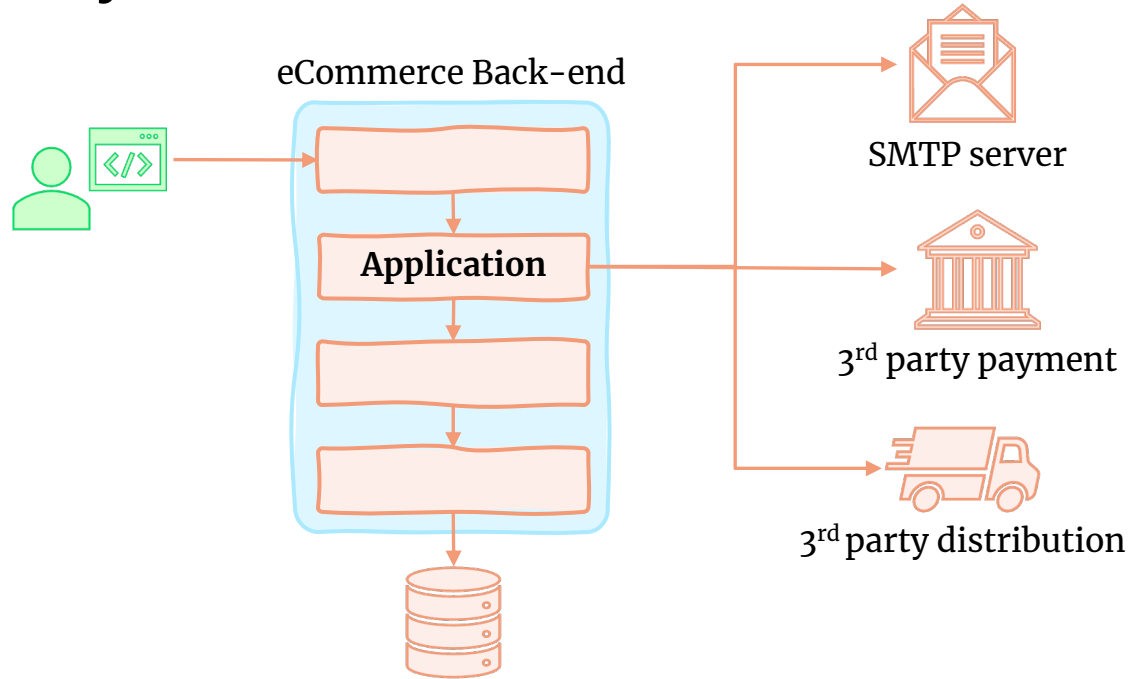 eCommerce Back-end
</>
SMTP server
Application
3rd party payment
3rd party distribution